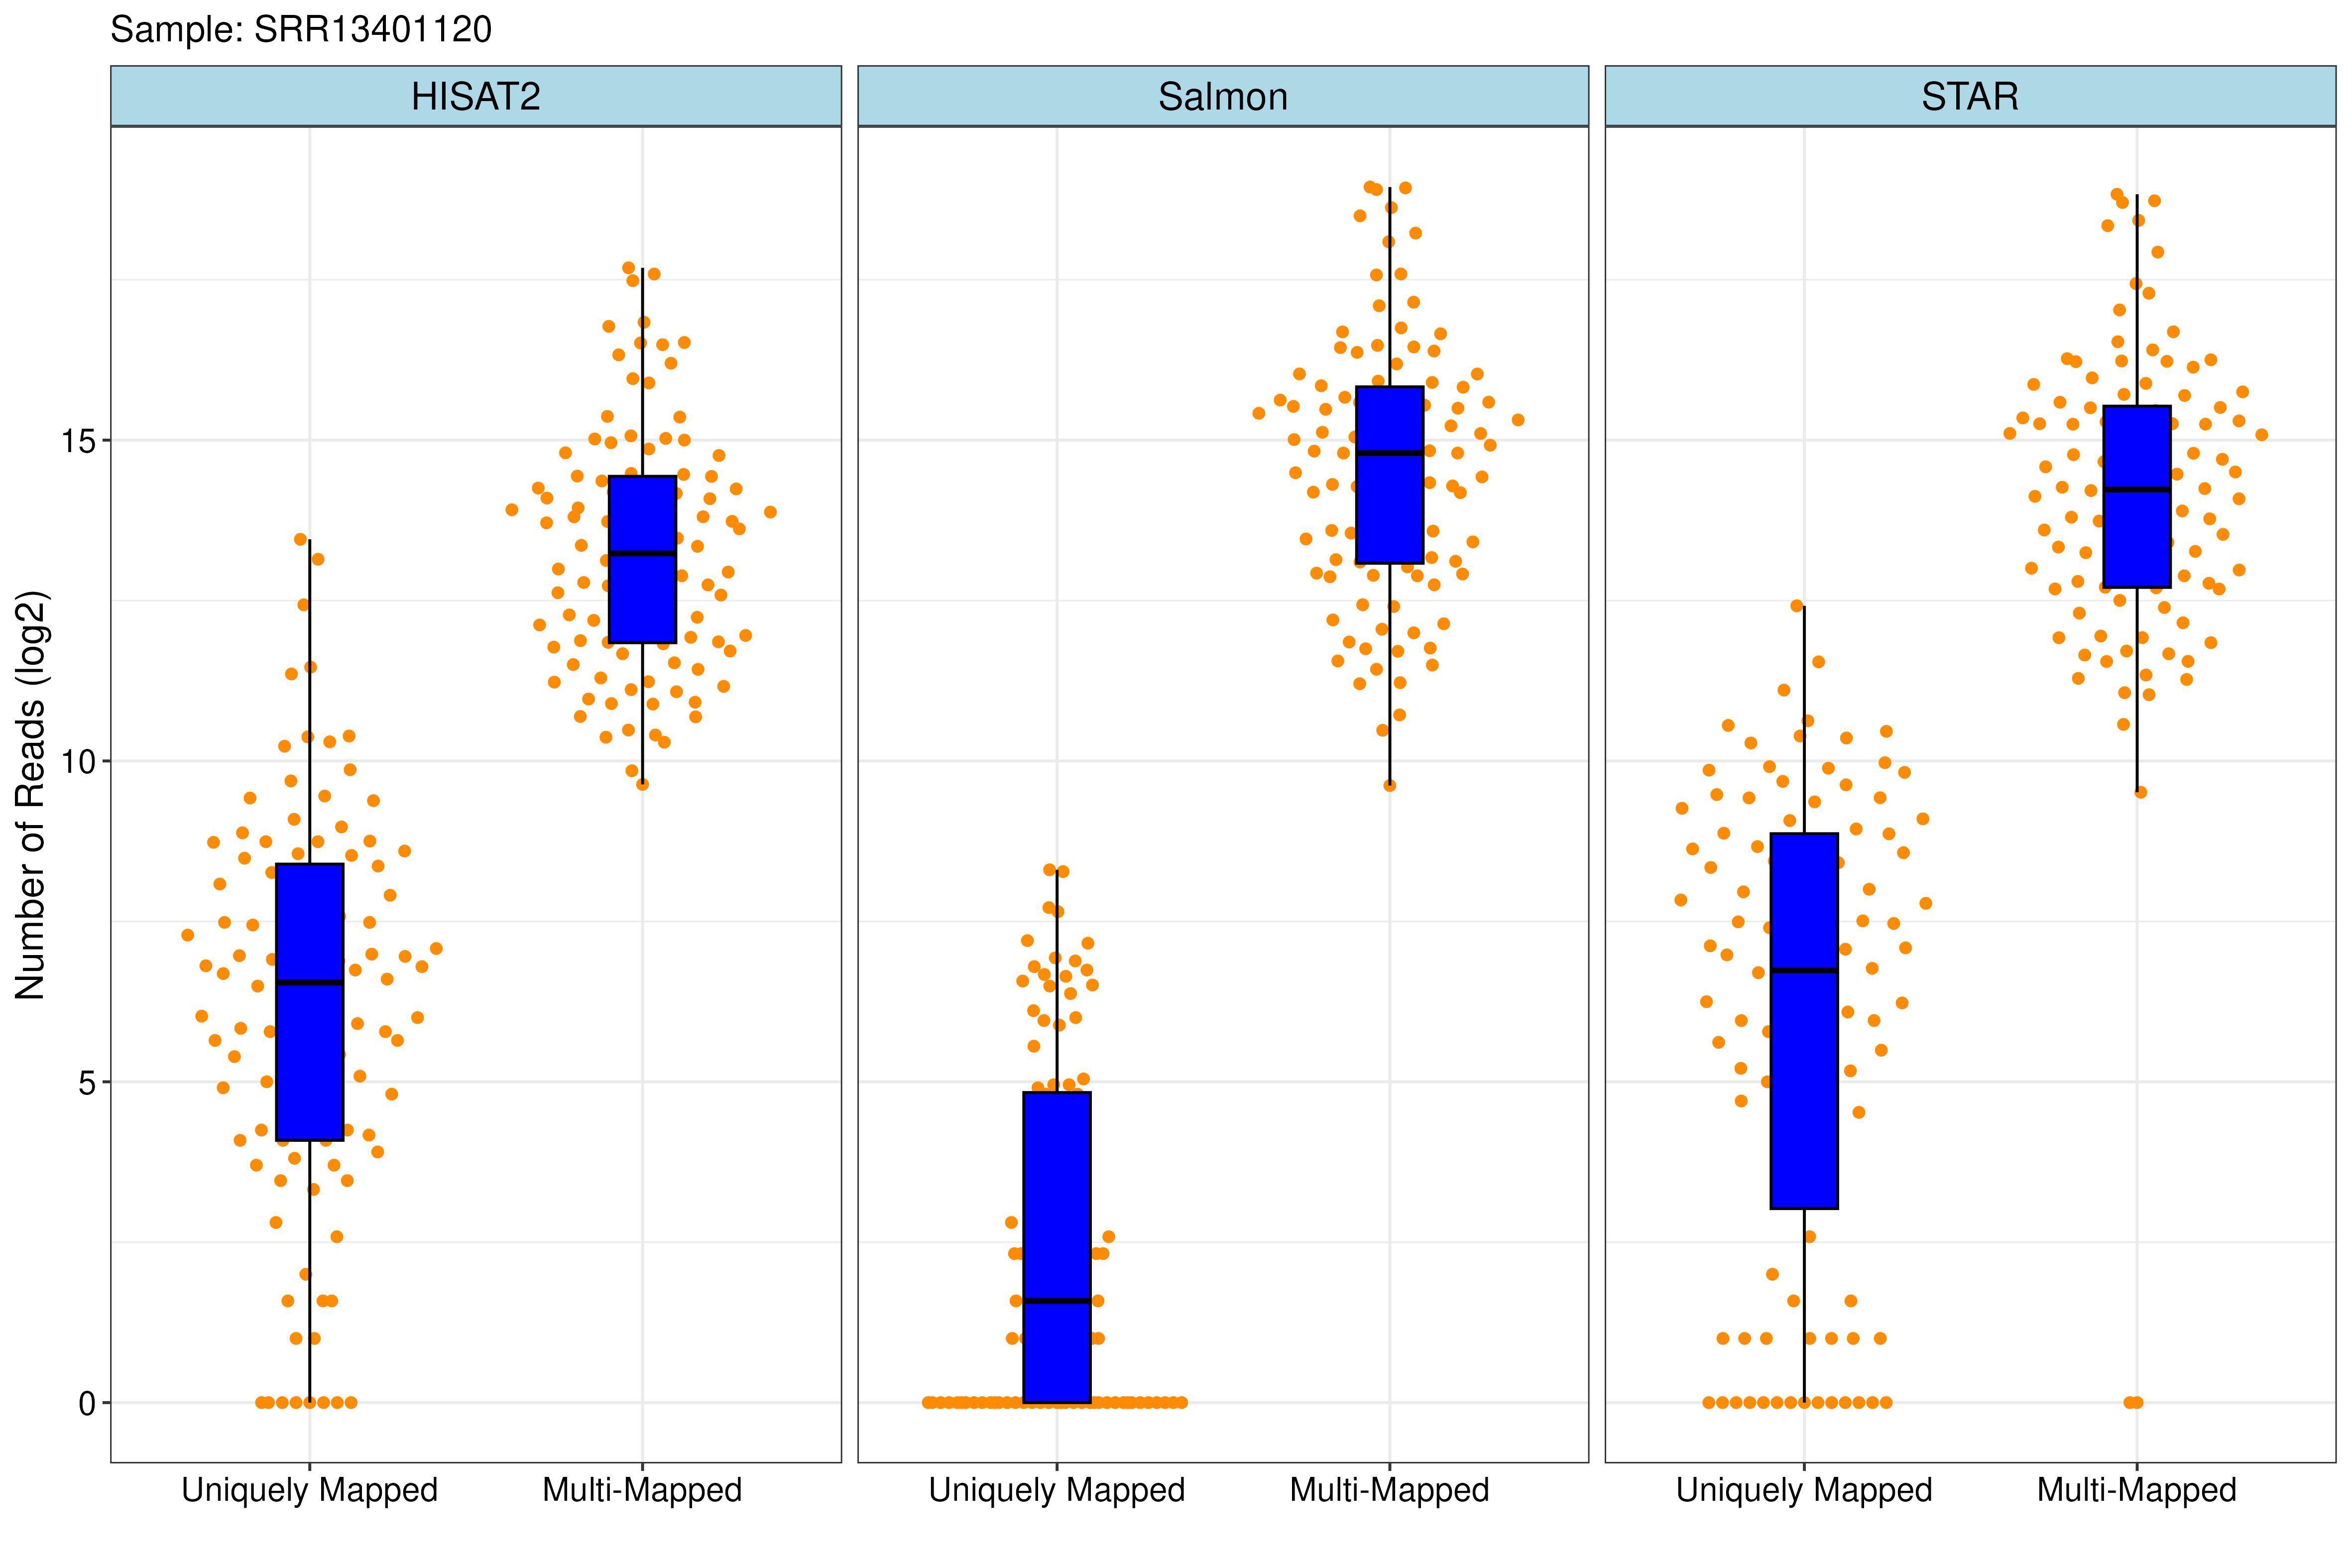 Sample: SRR13401120
HISAT2
Salmon
STAR
Number of Reads (log2)
15
10
5
0
Uniquely Mapped
Multi-Mapped
Uniquely Mapped
Multi-Mapped
Uniquely Mapped
Multi-Mapped